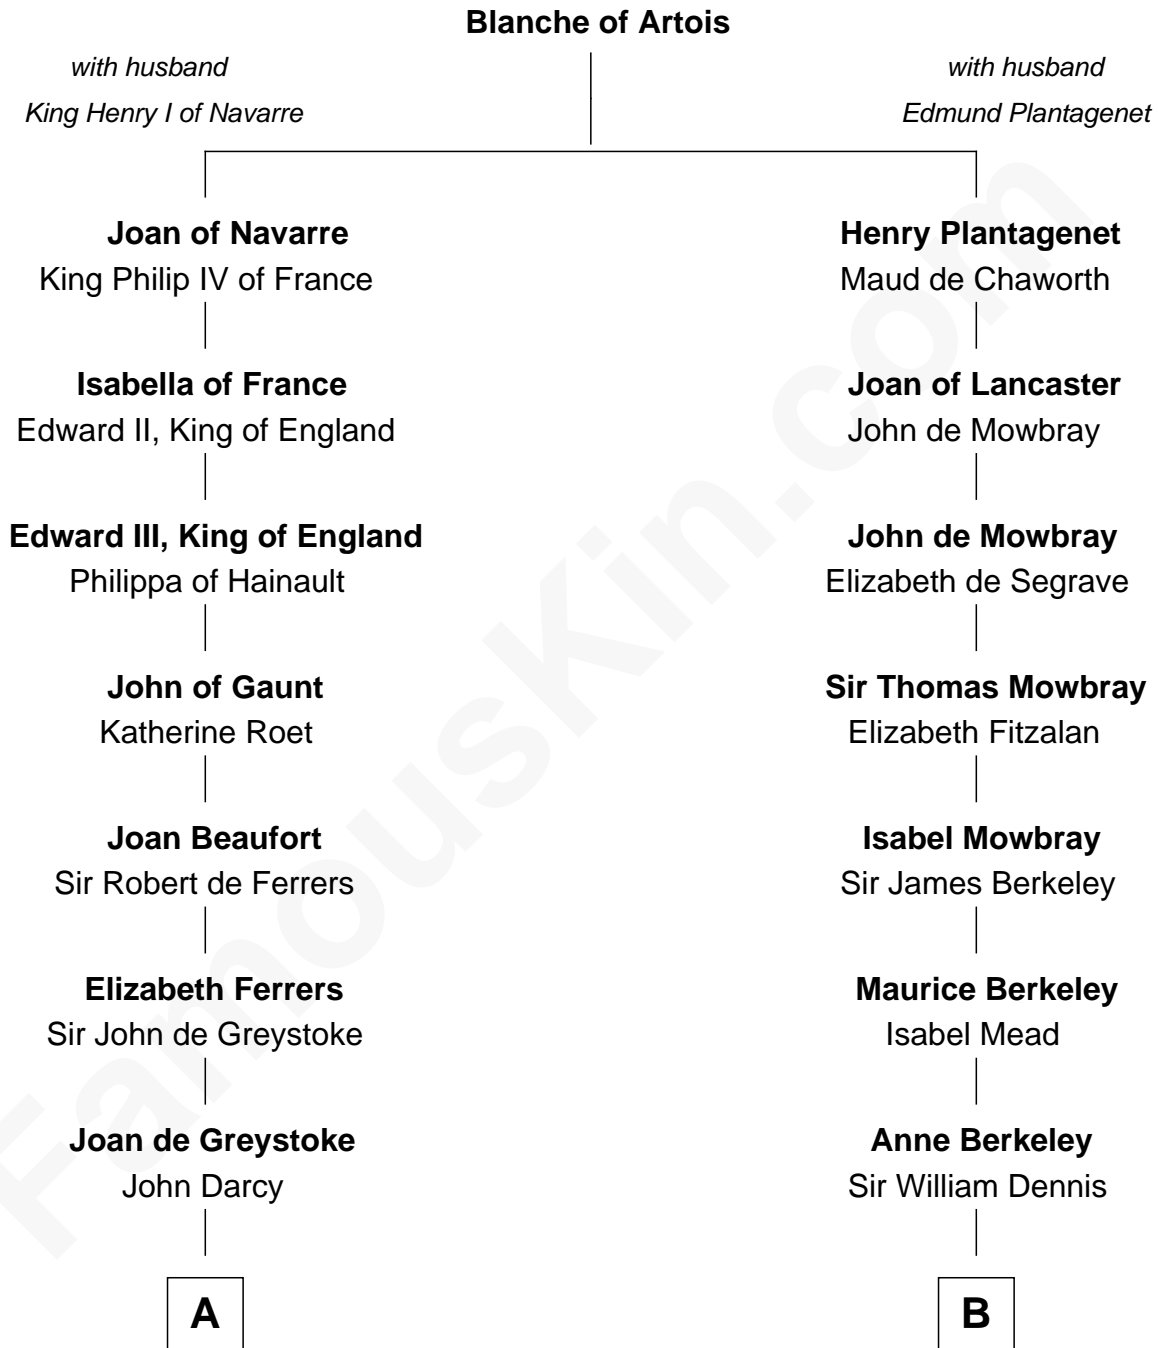 Blanche of Artois
with husband
King Henry I of Navarre
with husband
Edmund Plantagenet
Joan of Navarre
King Philip IV of France
Henry Plantagenet
Maud de Chaworth
Isabella of France
Edward II, King of England
Joan of Lancaster
John de Mowbray
Edward III, King of England
Philippa of Hainault
John de Mowbray
Elizabeth de Segrave
John of Gaunt
Katherine Roet
Sir Thomas Mowbray
Elizabeth Fitzalan
Joan Beaufort
Sir Robert de Ferrers
Isabel Mowbray
Sir James Berkeley
Elizabeth Ferrers
Sir John de Greystoke
Maurice Berkeley
Isabel Mead
Joan de Greystoke
John Darcy
Anne Berkeley
Sir William Dennis
A
B
FamousKin.com